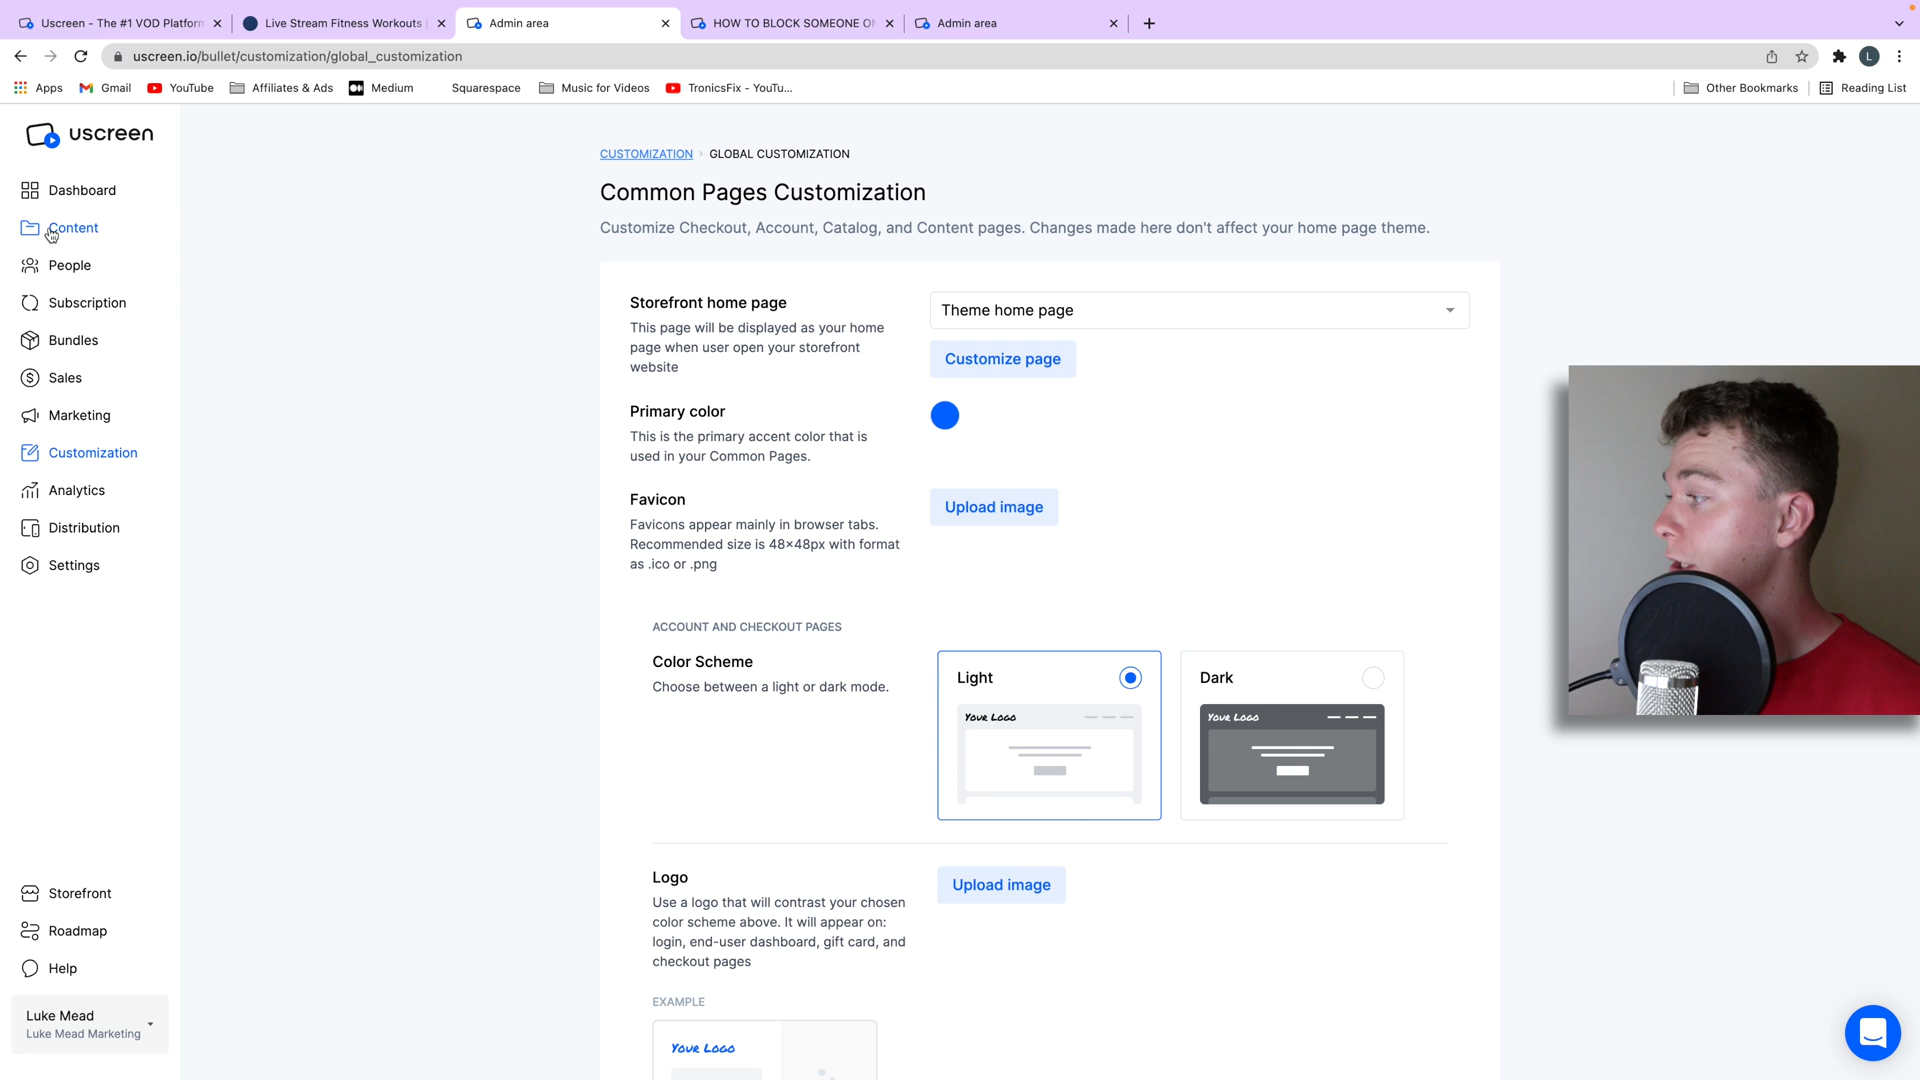 Uscreen - The #1 VOD Platform
Live Stream Fitness Workouts |
Admin area
HOW TO BLOCK SOMEONE ON
Admin area
uscreen.io/bullet/customization/global_customization
L
Apps
Gmail
YouTube
Affiliates & Ads
Medium
Squarespace
Music for Videos
TronicsFix - YouTu...
Other Bookmarks
Reading List
uscreen
Dashboard
Content
People
Subscription
Bundles
Sales
Marketing
Customization
Analytics
Distribution
Settings
Storefront
Roadmap
Help
Luke Mead
Luke Mead Marketing
CUSTOMIZATION › GLOBAL CUSTOMIZATION
Common Pages Customization
Customize Checkout, Account, Catalog, and Content pages. Changes made here don't affect your home page theme.
Storefront home page
This page will be displayed as your home
page when user open your storefront
website
Theme home page
Customize page
Primary color
This is the primary accent color that is
used in your Common Pages.
Favicon
Favicons appear mainly in browser tabs.
Recommended size is 48×48px with format
as .ico or .png
Upload image
ACCOUNT AND CHECKOUT PAGES
Color Scheme
Choose between a light or dark mode.
Light
Your Logo
Dark
Your Logo
Logo
Use a logo that will contrast your chosen
color scheme above. It will appear on:
login, end-user dashboard, gift card, and
checkout pages
Upload image
EXAMPLE
Your Logo